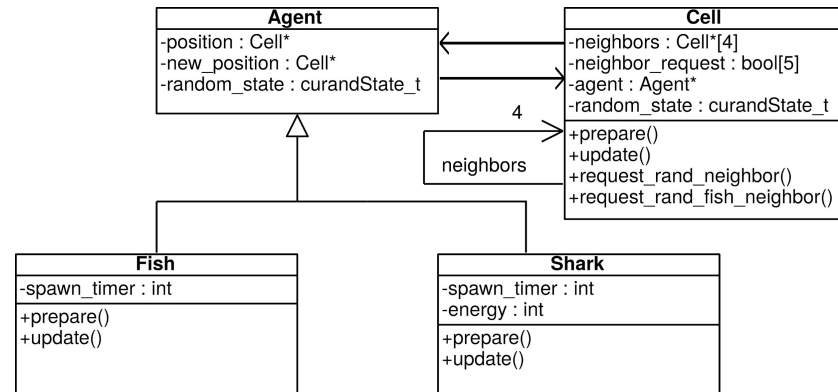 Agent
-position : Cell*
-new_position : Cell*
-random_state : curandState_t
Cell
-neighbors : Cell*[4]
-neighbor_request : bool[5]
-agent : Agent*
-random_state : curandState_t
+prepare()
+update()
+request_rand_neighbor()
+request_rand_fish_neighbor()
4
neighbors
Fish
-spawn_timer : int
+prepare()
+update()
Shark
-spawn_timer : int
-energy : int
+prepare()
+update()